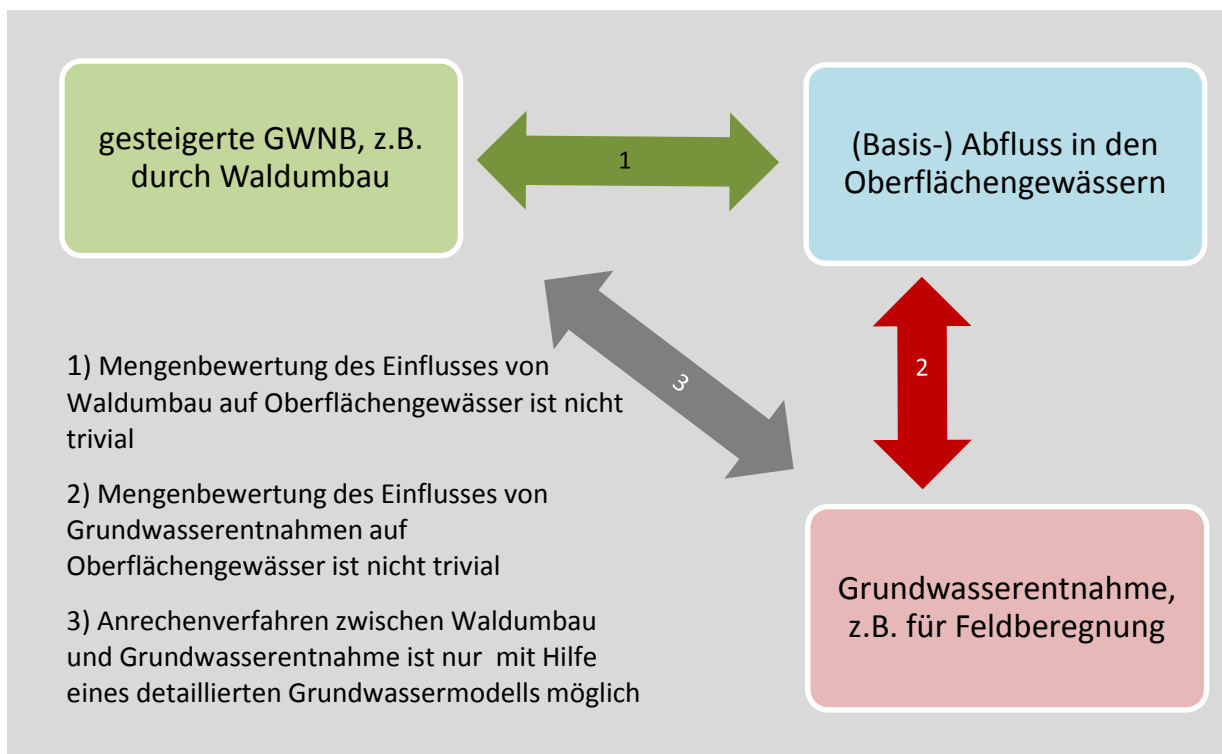 gesteigerte GWNB, z.B.
durch Waldumbau
1
(Basis-) Abfluss in den
Oberflächengewässern
2
3
1) Mengenbewertung des Einflusses von
Waldumbau auf Oberflächengewässer ist nicht
trivial
2) Mengenbewertung des Einflusses von
Grundwasserentnahmen auf
Oberflächengewässer ist nicht trivial
3) Anrechenverfahren zwischen Waldumbau
und Grundwasserentnahme ist nur mit Hilfe
eines detaillierten Grundwassermodells möglich
Grundwasserentnahme,
z.B. für Feldberegnung